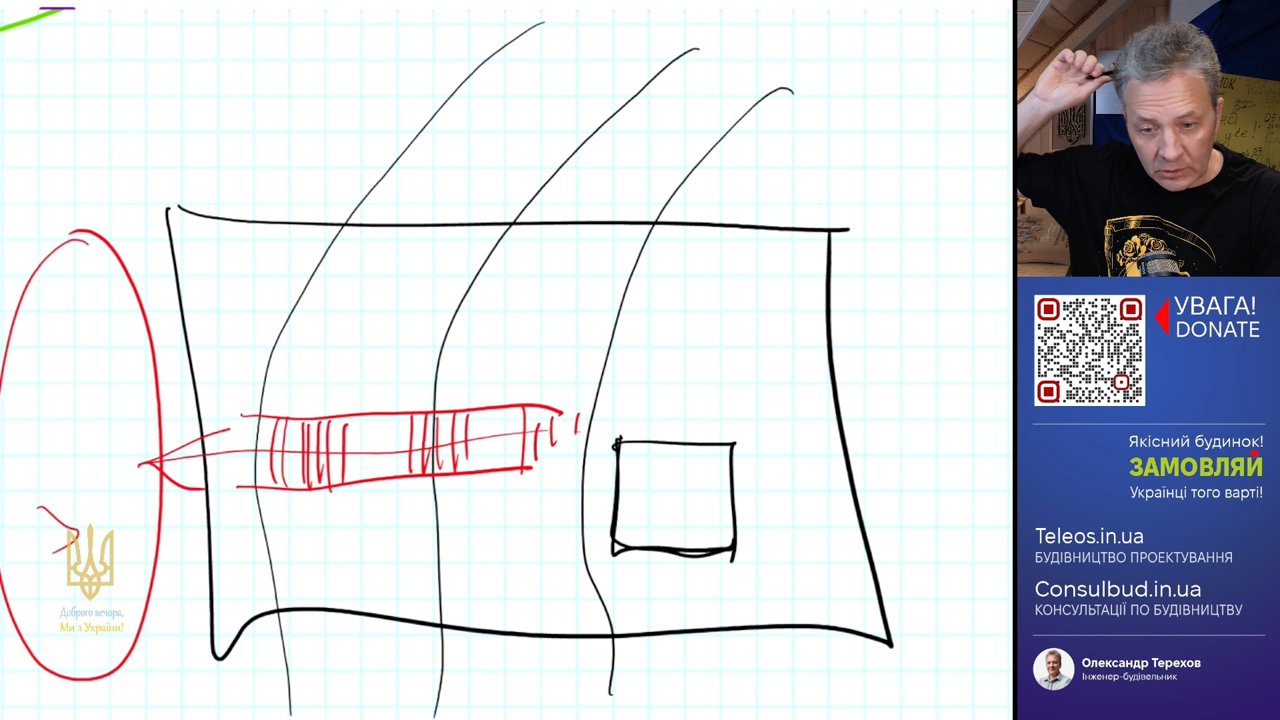 Доброго вечора,
Ми з України!
УВАГА!
DONATE
Якісний будинок!
ЗАМОВЛЯЙ
Українці того варті!
Teleos.in.ua
БУДІВНИЦТВО ПРОЕКТУВАННЯ
Consulbud.in.ua
КОНСУЛЬТАЦІЇ ПО БУДІВНИЦТВУ
Олександр Терехов
Інженер-будівельник